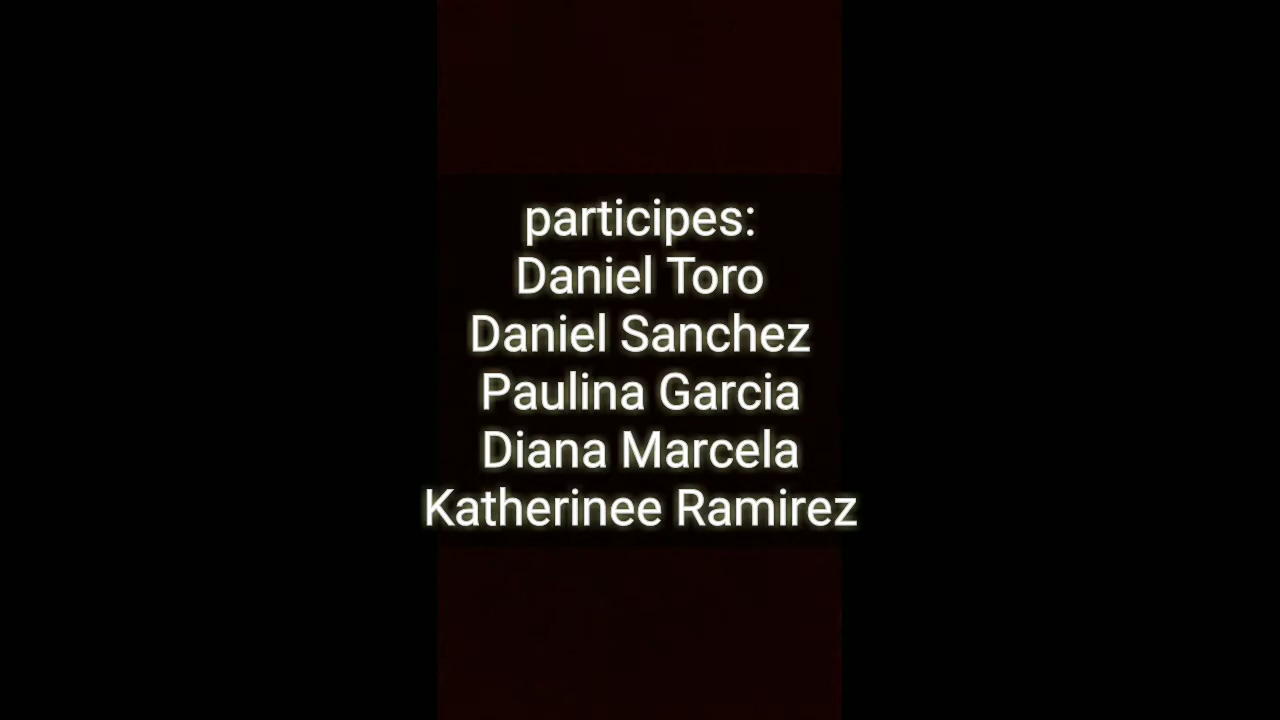 participes:
Daniel Toro
Daniel Sanchez
Paulina Garcia
Diana Marcela
Katherinee Ramirez